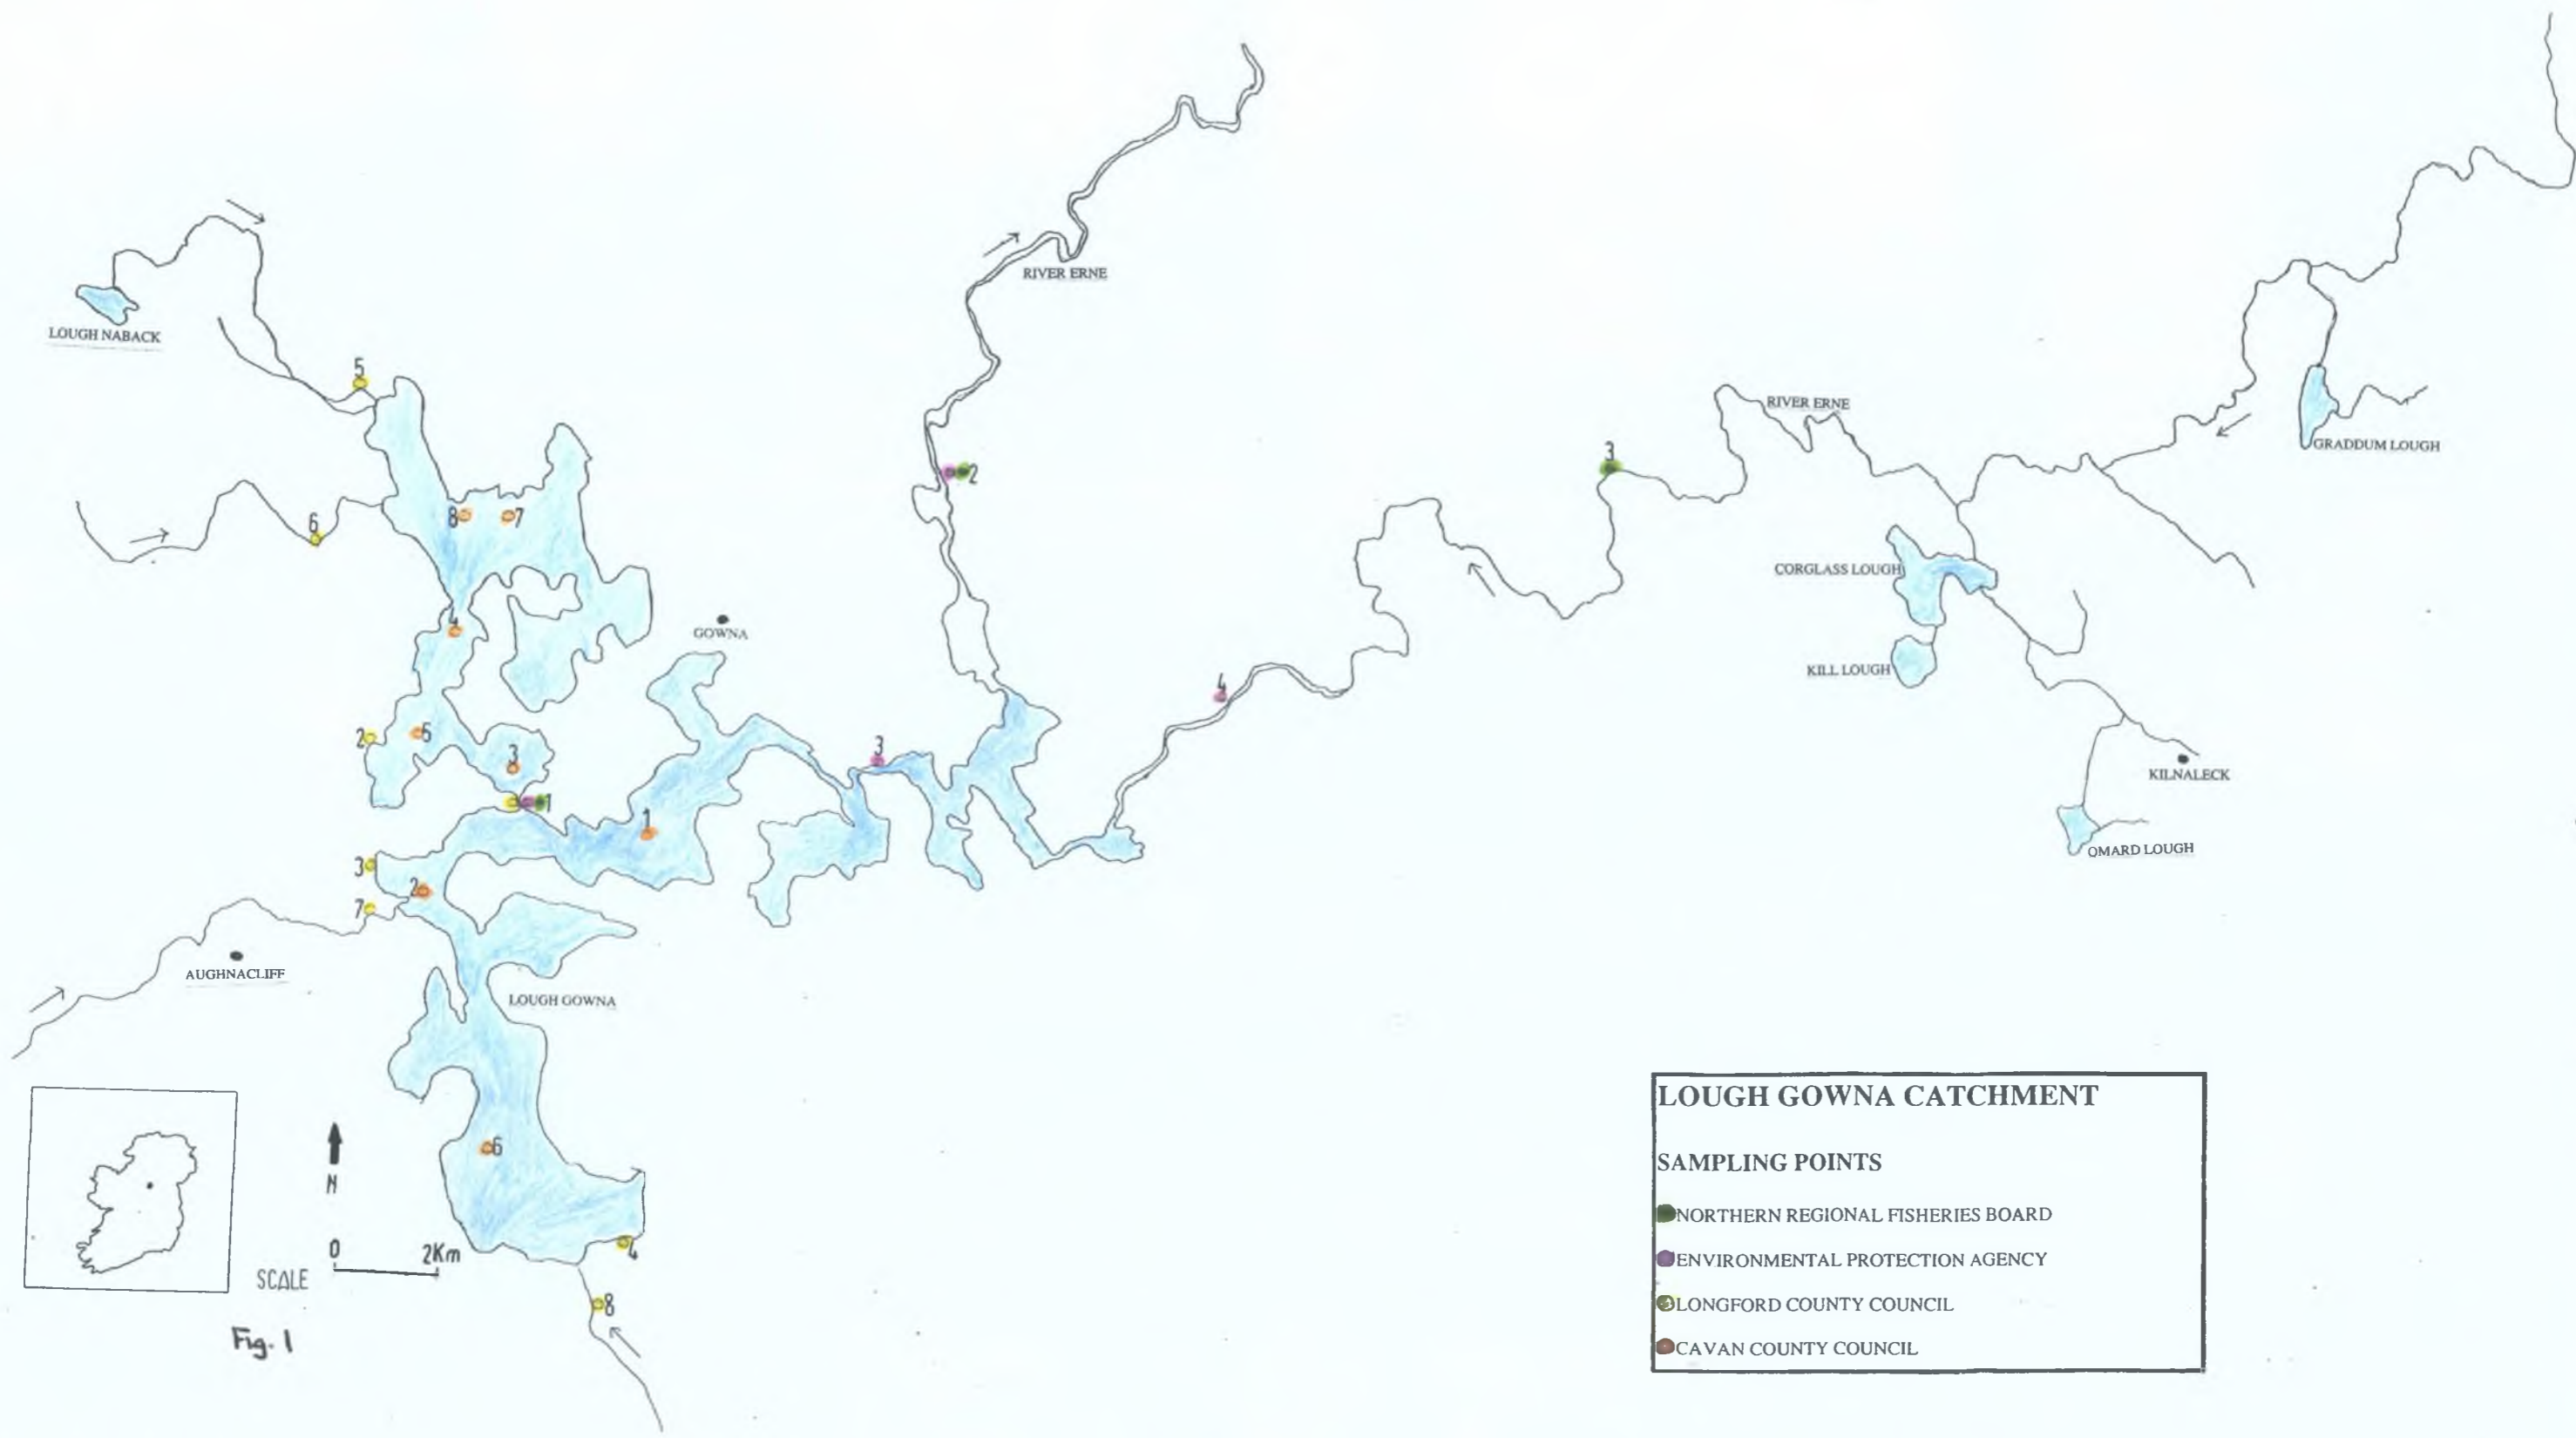 RIVER ERNE
LOUGH NABACK
5
RIVER ERNE
GRADDUM LOUGH
2
3
8 7
6
CORGLASS LOUGH
GOWNA
4
KILL LOUGH
4
2 5
3
3
KILNALECK
1
1
OMARD LOUGH
3
2
7
AUGHNACLIFF
LOUGH GOWNA
6
N
0 2Km
SCALE
4
8
Fig. 1
LOUGH GOWNA CATCHMENT
SAMPLING POINTS
NORTHERN REGIONAL FISHERIES BOARD
ENVIRONMENTAL PROTECTION AGENCY
LONGFORD COUNTY COUNCIL
CAVAN COUNTY COUNCIL